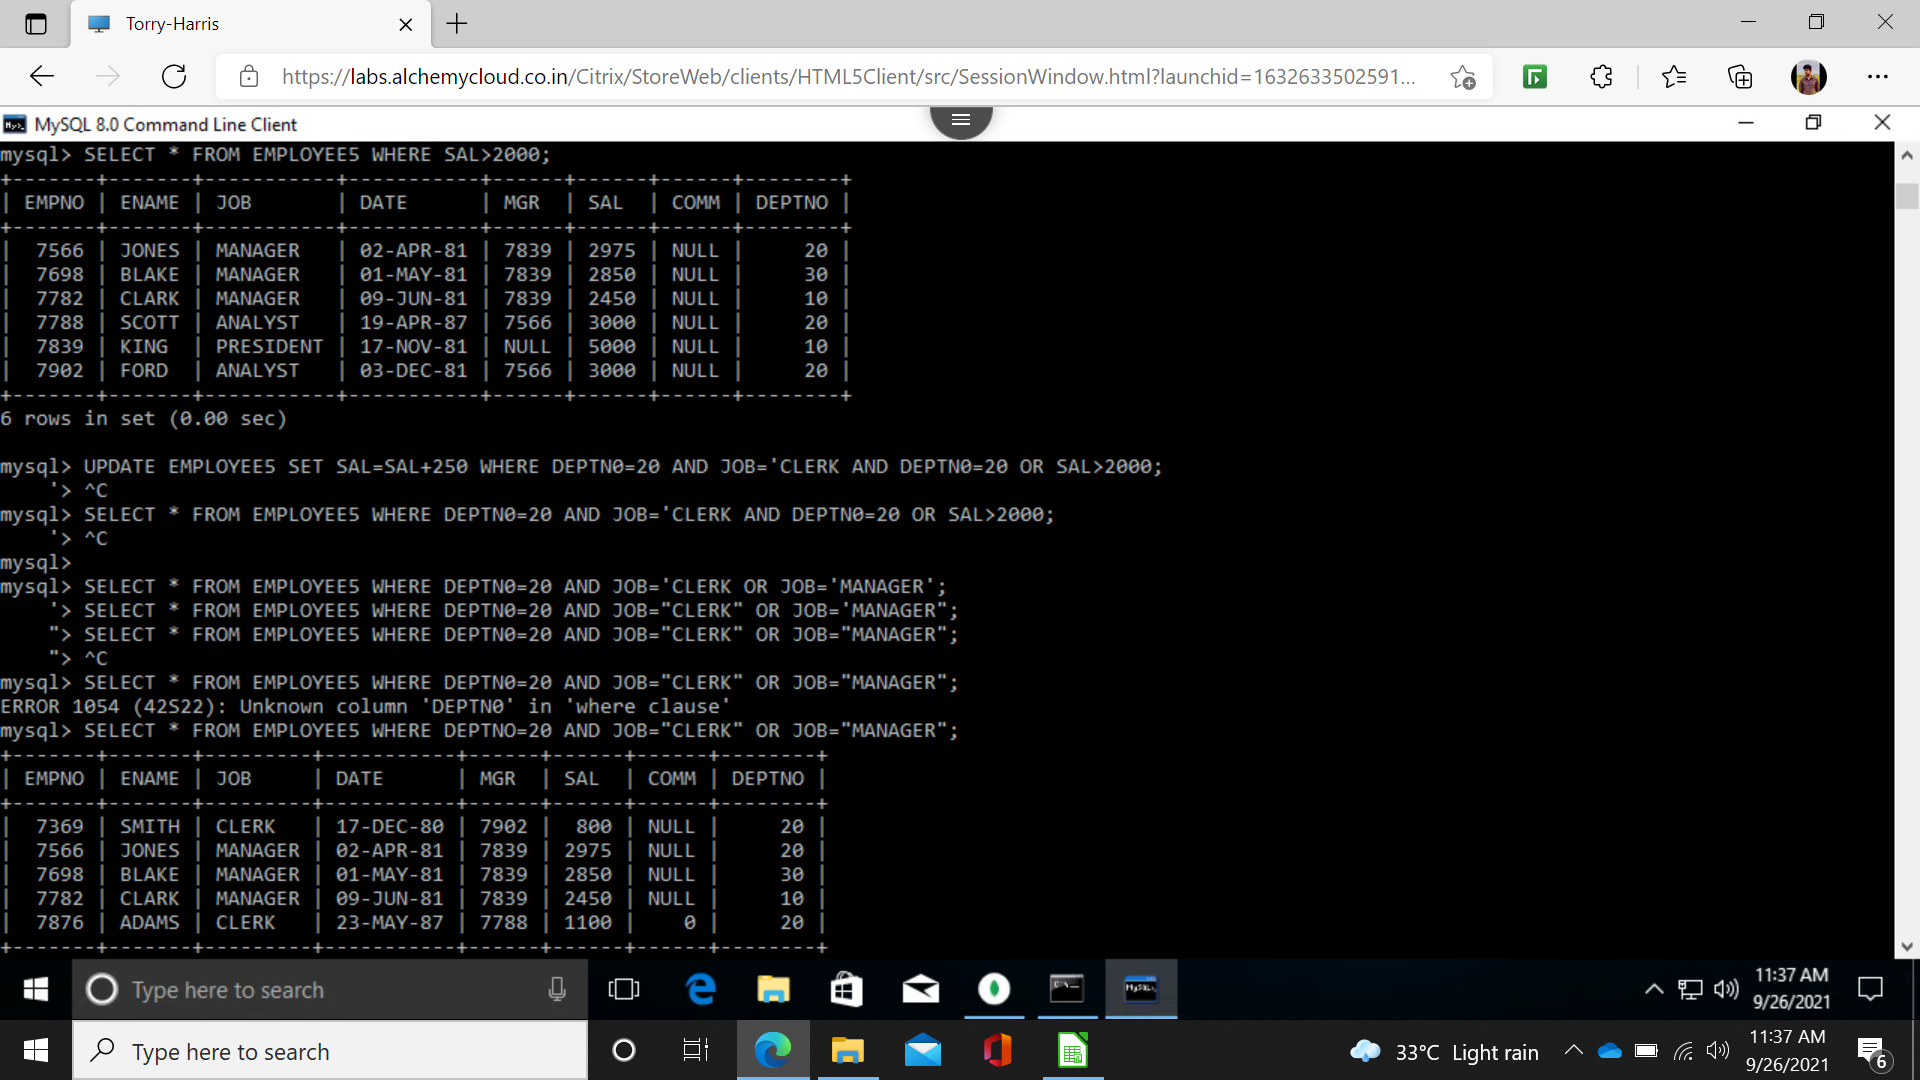 Torry-Harris
https://labs.alchemycloud.co.in/Citrix/StoreWeb/clients/HTML5Client/src/SessionWindow.html?launchid=1632633502591...
MySQL 8.0 Command Line Client
mysql> SELECT * FROM EMPLOYEE5 WHERE SAL>2000;
+-------+-------+-----------+-----------+------+------+------+--------+
| EMPNO | ENAME | JOB       | DATE      | MGR  | SAL  | COMM | DEPTNO |
+-------+-------+-----------+-----------+------+------+------+--------+
|  7566 | JONES | MANAGER   | 02-APR-81 | 7839 | 2975 | NULL |     20 |
|  7698 | BLAKE | MANAGER   | 01-MAY-81 | 7839 | 2850 | NULL |     30 |
|  7782 | CLARK | MANAGER   | 09-JUN-81 | 7839 | 2450 | NULL |     10 |
|  7788 | SCOTT | ANALYST   | 19-APR-87 | 7566 | 3000 | NULL |     20 |
|  7839 | KING  | PRESIDENT | 17-NOV-81 | NULL | 5000 | NULL |     10 |
|  7902 | FORD  | ANALYST   | 03-DEC-81 | 7566 | 3000 | NULL |     20 |
+-------+-------+-----------+-----------+------+------+------+--------+
6 rows in set (0.00 sec)
mysql> UPDATE EMPLOYEE5 SET SAL=SAL+250 WHERE DEPTN0=20 AND JOB='CLERK AND DEPTN0=20 OR SAL>2000;
    '> ^C
mysql> SELECT * FROM EMPLOYEE5 WHERE DEPTN0=20 AND JOB='CLERK AND DEPTN0=20 OR SAL>2000;
    '> ^C
mysql>
mysql> SELECT * FROM EMPLOYEE5 WHERE DEPTN0=20 AND JOB='CLERK OR JOB='MANAGER';
    '> SELECT * FROM EMPLOYEE5 WHERE DEPTN0=20 AND JOB="CLERK" OR JOB='MANAGER";
    "> SELECT * FROM EMPLOYEE5 WHERE DEPTN0=20 AND JOB="CLERK" OR JOB="MANAGER";
    "> ^C
mysql> SELECT * FROM EMPLOYEE5 WHERE DEPTN0=20 AND JOB="CLERK" OR JOB="MANAGER";
ERROR 1054 (42S22): Unknown column 'DEPTN0' in 'where clause'
mysql> SELECT * FROM EMPLOYEE5 WHERE DEPTNO=20 AND JOB="CLERK" OR JOB="MANAGER";
+-------+-------+---------+-----------+------+------+------+--------+
| EMPNO | ENAME | JOB     | DATE      | MGR  | SAL  | COMM | DEPTNO |
+-------+-------+---------+-----------+------+------+------+--------+
|  7369 | SMITH | CLERK   | 17-DEC-80 | 7902 |  800 | NULL |     20 |
|  7566 | JONES | MANAGER | 02-APR-81 | 7839 | 2975 | NULL |     20 |
|  7698 | BLAKE | MANAGER | 01-MAY-81 | 7839 | 2850 | NULL |     30 |
|  7782 | CLARK | MANAGER | 09-JUN-81 | 7839 | 2450 | NULL |     10 |
|  7876 | ADAMS | CLERK   | 23-MAY-87 | 7788 | 1100 |    0 |     20 |
+-------+-------+---------+-----------+------+------+------+--------+
Type here to search
11:37 AM
9/26/2021
Type here to search
33°C Light rain
11:37 AM
9/26/2021
6